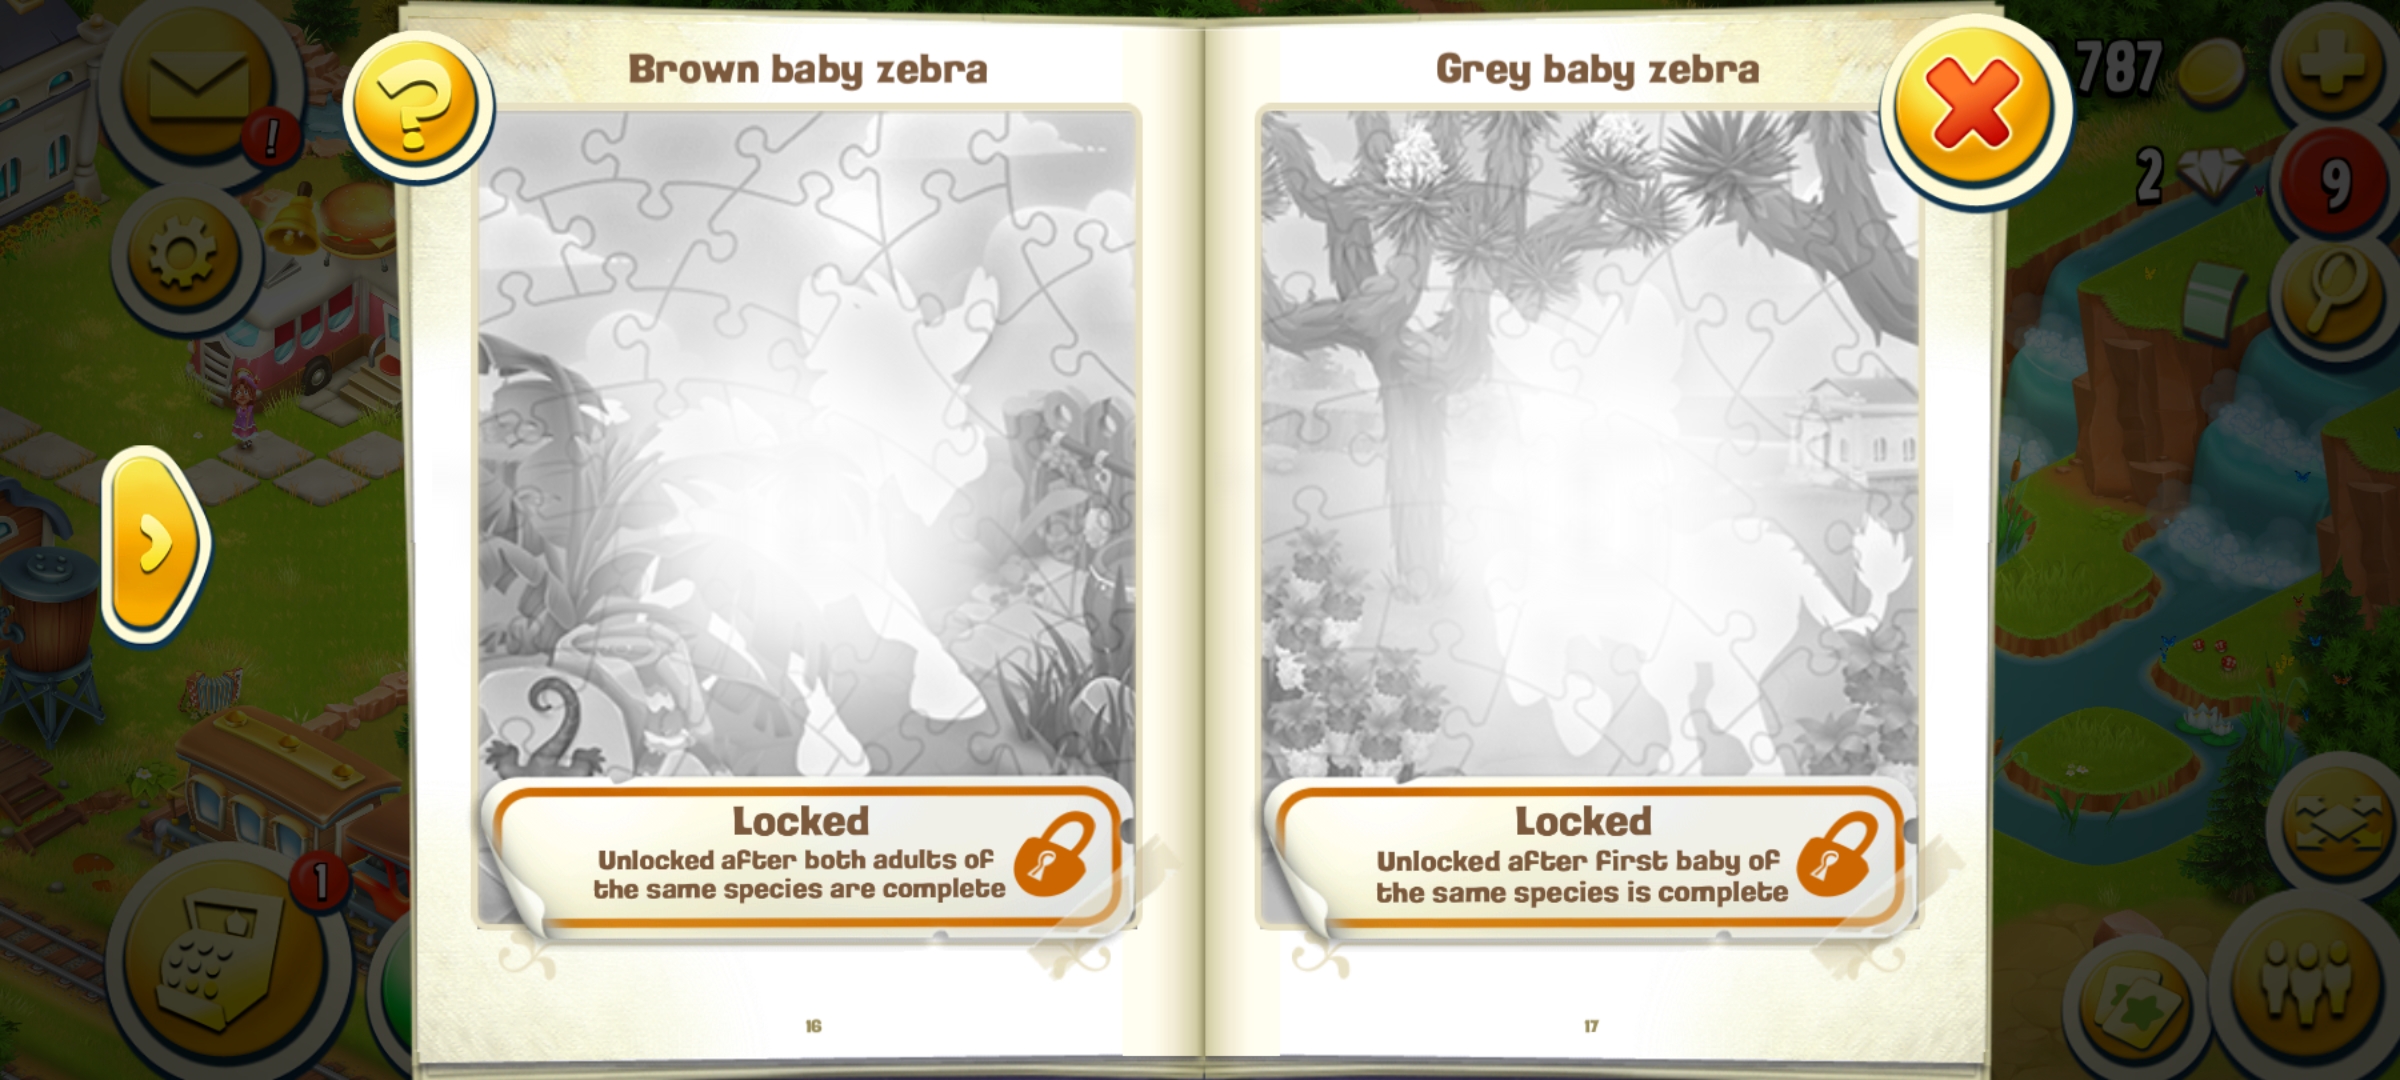 Brown baby zebra
Locked
Unlocked after both adults of
the same species are complete
16
Grey baby zebra
Locked
Unlocked after first baby of
the same species is complete
17
787
2
9
!
1
?